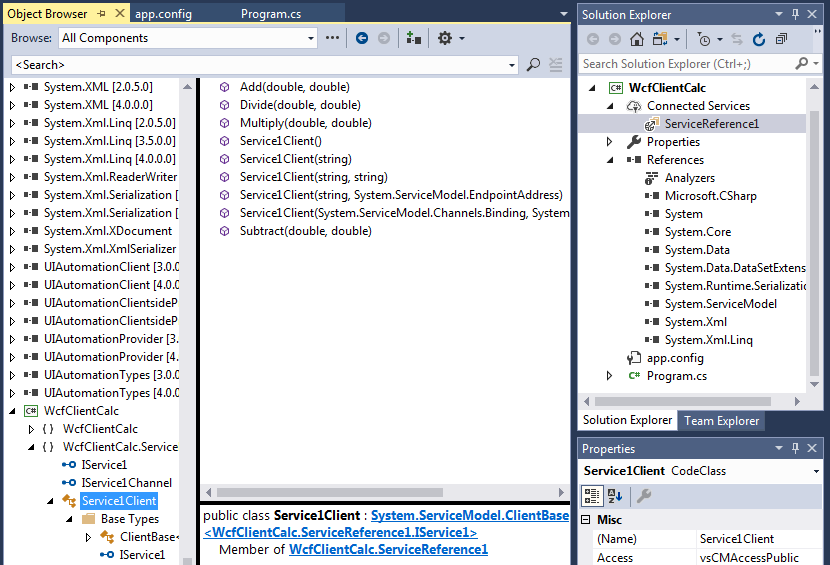 Object Browser
app.config
Program.cs
Browse:
All Components
<Search>
System.XML [2.0.5.0]
System.XML [4.0.0.0]
System.Xml.Linq [2.0.5.0]
System.Xml.Linq [3.5.0.0]
System.Xml.Linq [4.0.0.0]
System.Xml.ReaderWriter
System.Xml.Serialization [
System.Xml.Serialization [
System.Xml.XDocument
System.Xml.XmlSerializer
UIAutomationClient [3.0.0
UIAutomationClient [4.0.0
UIAutomationClientsideP
UIAutomationClientsideP
UIAutomationProvider [3.
UIAutomationProvider [4.
UIAutomationTypes [3.0.0
UIAutomationTypes [4.0.0
C# WcfClientCalc
{ } WcfClientCalc
{ } WcfClientCalc.Service
IService1
IService1Channel
Service1Client
Base Types
ClientBase<
IService1
Add(double, double)
Divide(double, double)
Multiply(double, double)
Service1Client()
Service1Client(string)
Service1Client(string, string)
Service1Client(string, System.ServiceModel.EndpointAddress)
Service1Client(System.ServiceModel.Channels.Binding, System
Subtract(double, double)
public class Service1Client : System.ServiceModel.ClientBase
<WcfClientCalc.ServiceReference1.IService1>
Member of WcfClientCalc.ServiceReference1
Solution Explorer
Search Solution Explorer (Ctrl+;)
C# WcfClientCalc
Connected Services
ServiceReference1
Properties
References
Analyzers
Microsoft.CSharp
System
System.Core
System.Data
System.Data.DataSetExtens
System.Runtime.Serializatio
System.ServiceModel
System.Xml
System.Xml.Linq
app.config
C# Program.cs
Solution Explorer
Team Explorer
Properties
Service1Client CodeClass
Misc
(Name) Service1Client
Access vsCMAccessPublic